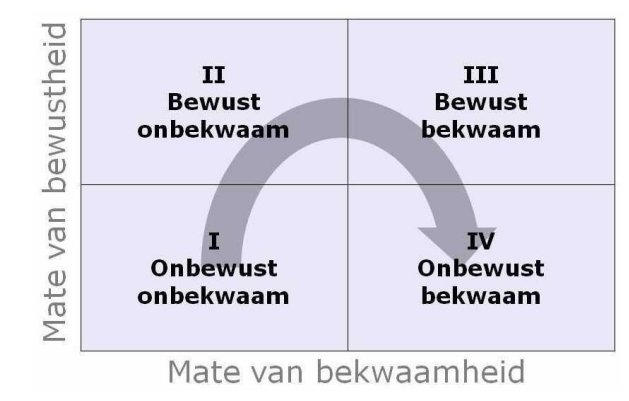 Mate van bewustheid
II
Bewust
onbekwaam
III
Bewust
bekwaam
I
Onbewust
onbekwaam
IV
Onbewust
bekwaam
Mate van bekwaamheid